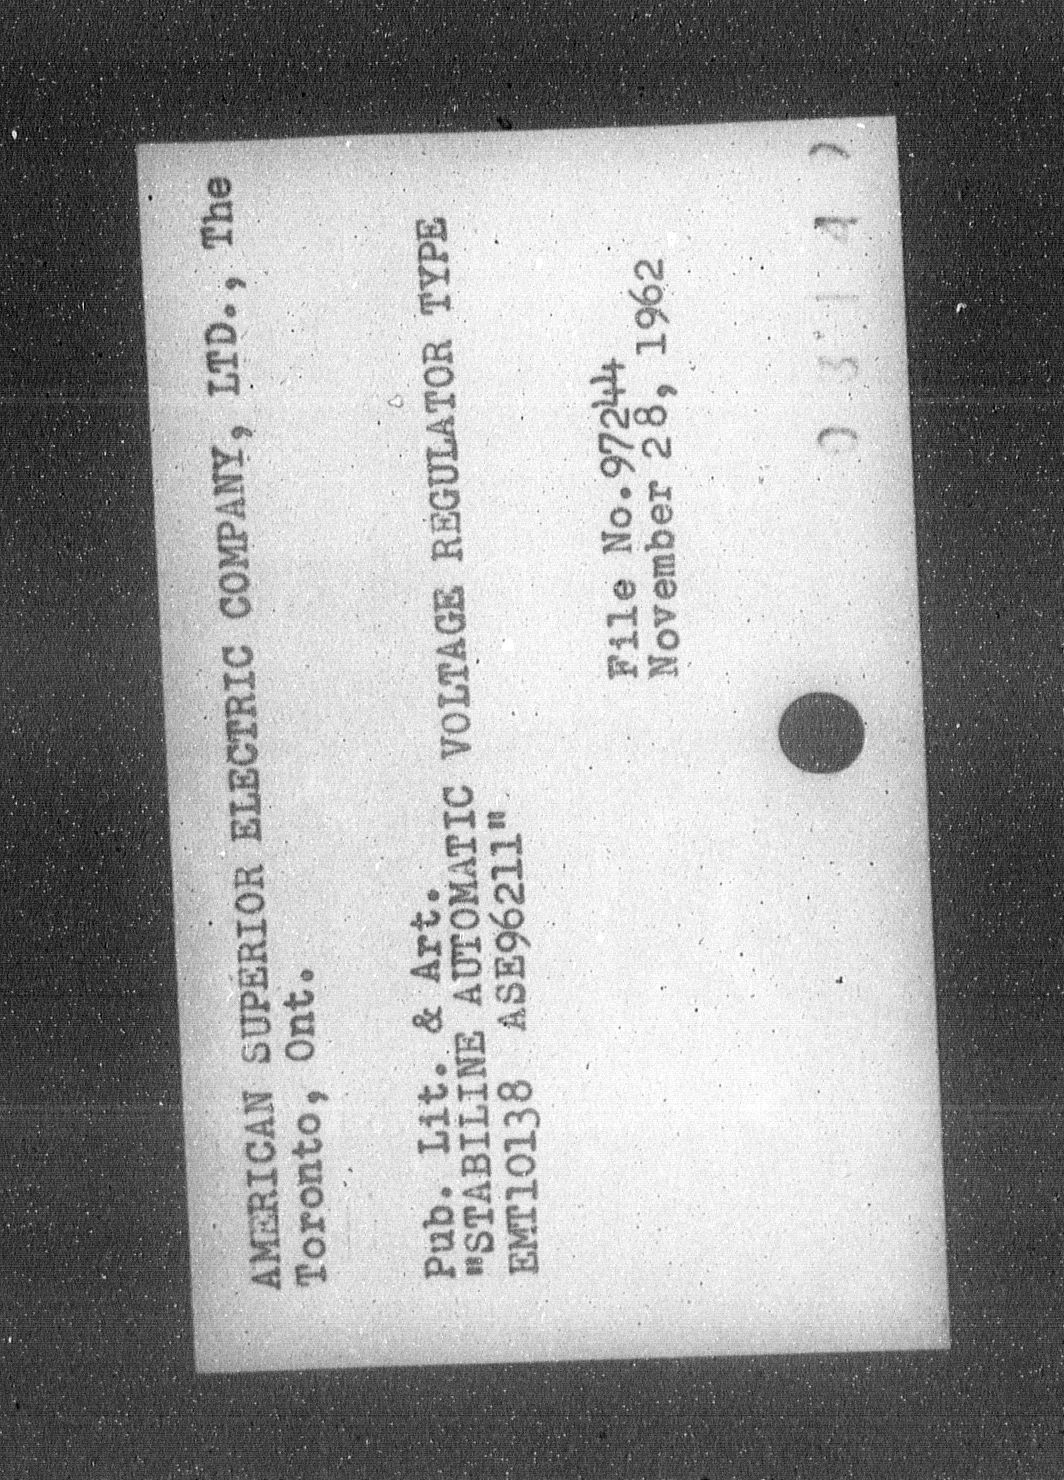 AMERICAN SUPERIOR ELECTRIC COMPANY, LTD., The
Toronto, Ont.
Pub. Lit. & Art.
"STABILINE AUTOMATIC VOLTAGE REGULATOR TYPE
EMT10138 ASE96211"
File No.97244
November 28, 1962